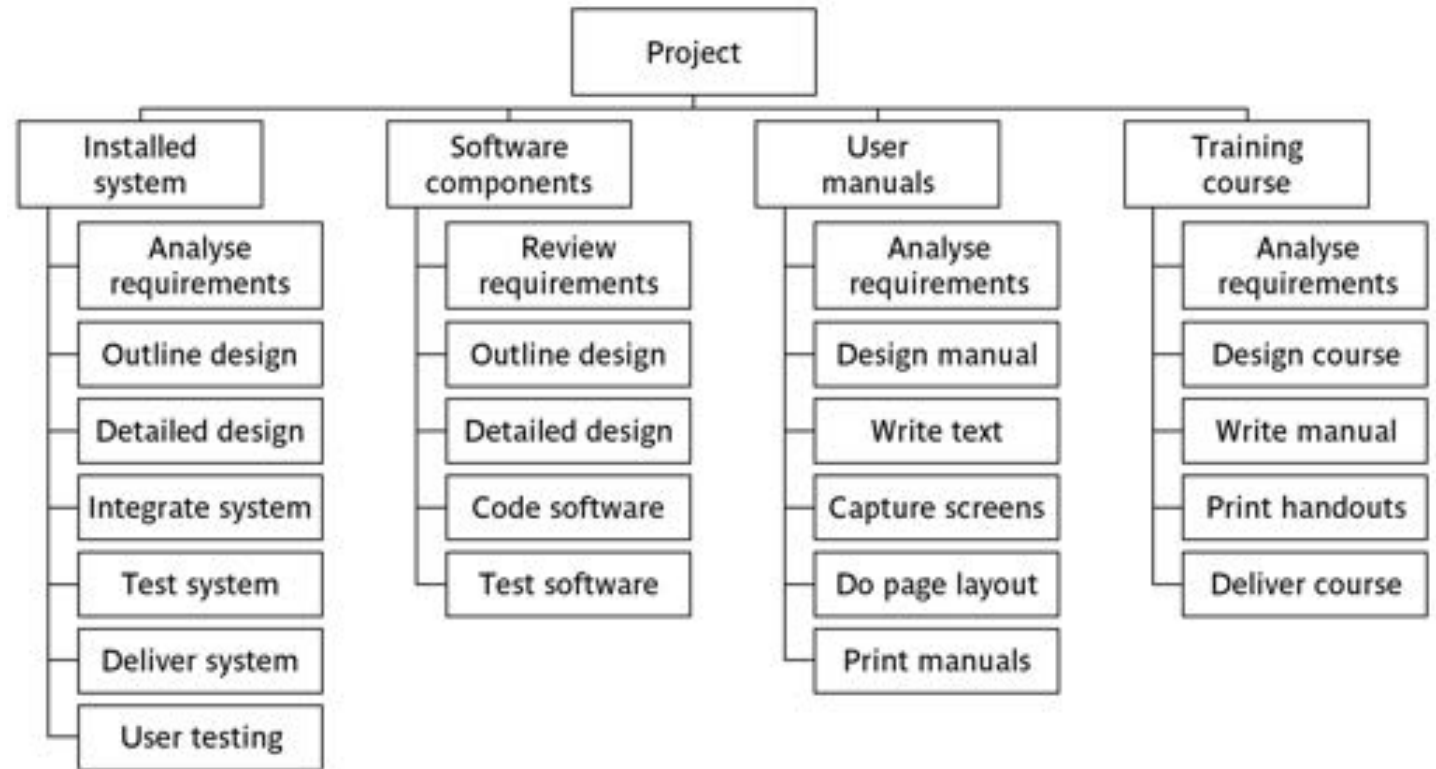 Project
Installed
system
Analyse
requirements
Outline design
Detailed design
Integrate system
Test system
Deliver system
User testing
Software
components
Review
requirements
Outline design
Detailed design
Code software
Test software
User
manuals
Analyse
requirements
Design manual
Write text
Capture screens
Do page layout
Print manuals
Training
course
Analyse
requirements
Design course
Write manual
Print handouts
Deliver course